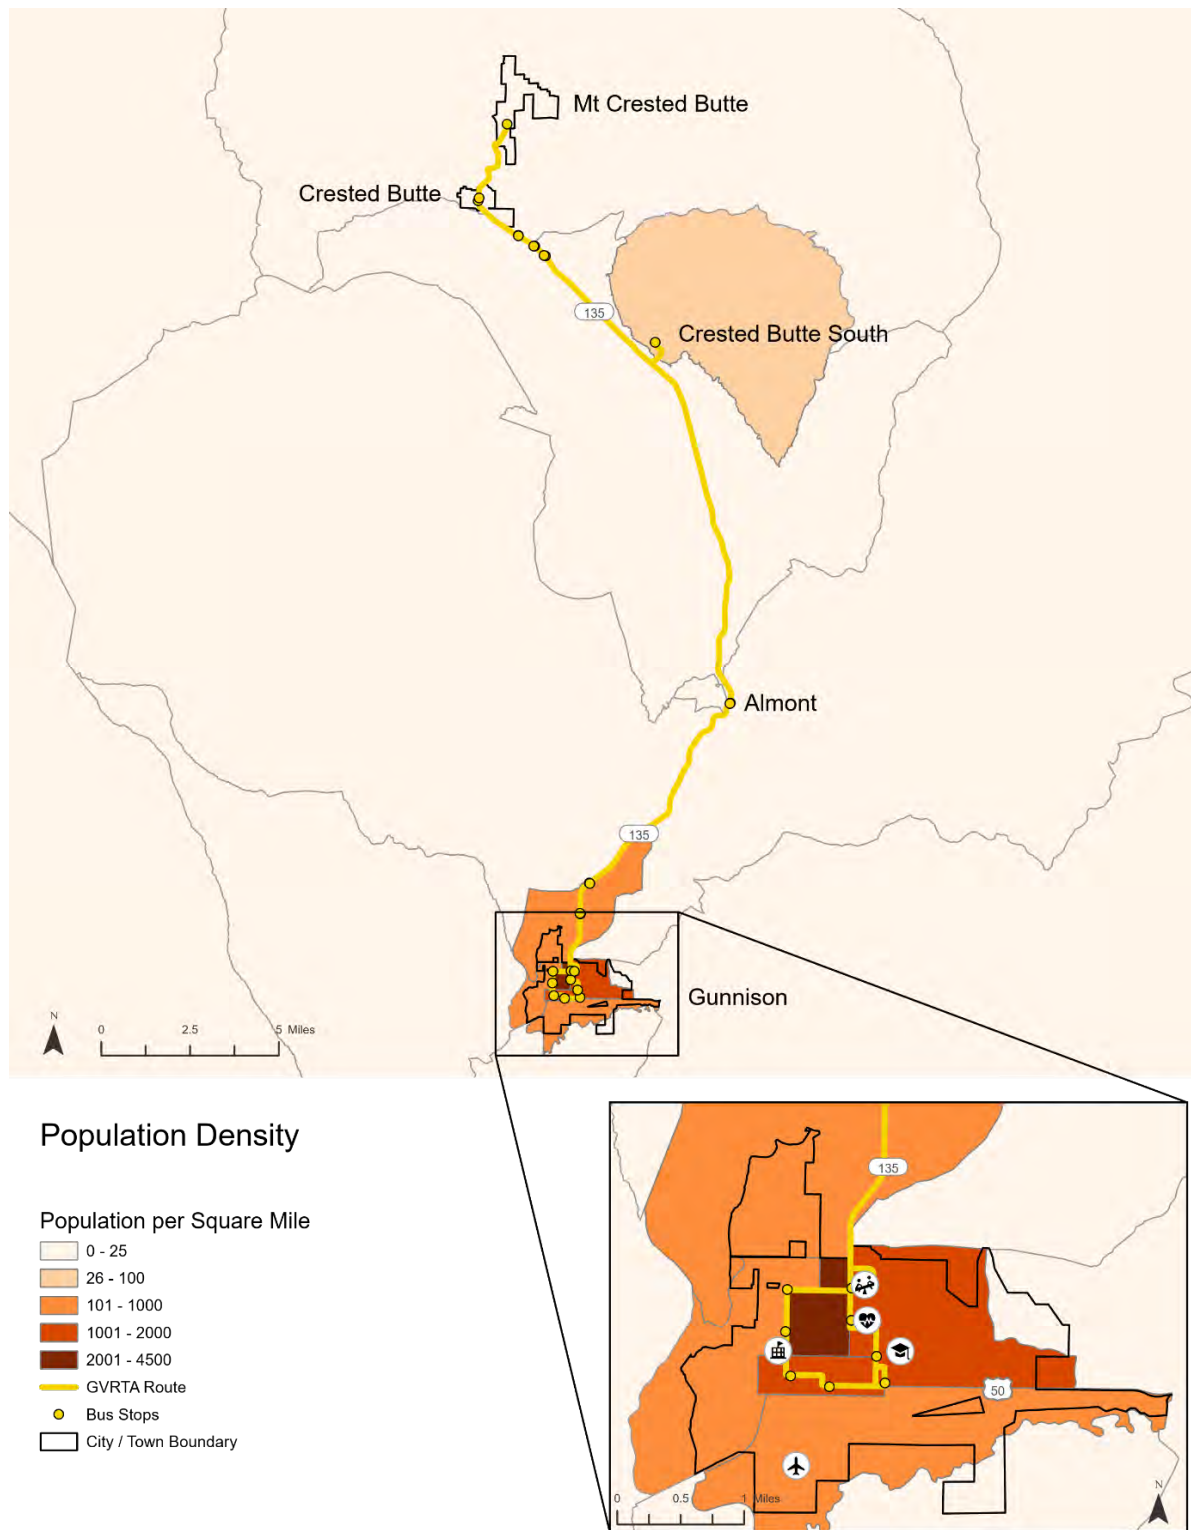 Mt Crested Butte
Crested Butte
135
Crested Butte South
Almont
135
Gunnison
N
0 2.5 5 Miles
Population Density
Population per Square Mile
0 - 25
26 - 100
101 - 1000
1001 - 2000
2001 - 4500
GVRTA Route
Bus Stops
City / Town Boundary
135
50
0 0.5 1 Miles
N